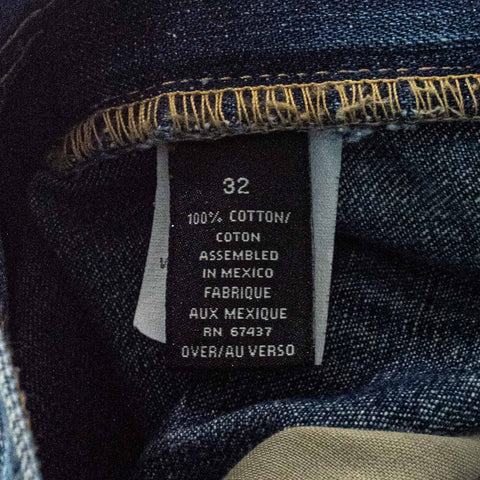 32
100% COTTON/
COTON
ASSEMBLED
IN MEXICO
FABRIQUE
AUX MEXIQUE
RN 67437
OVER/AU VERSO